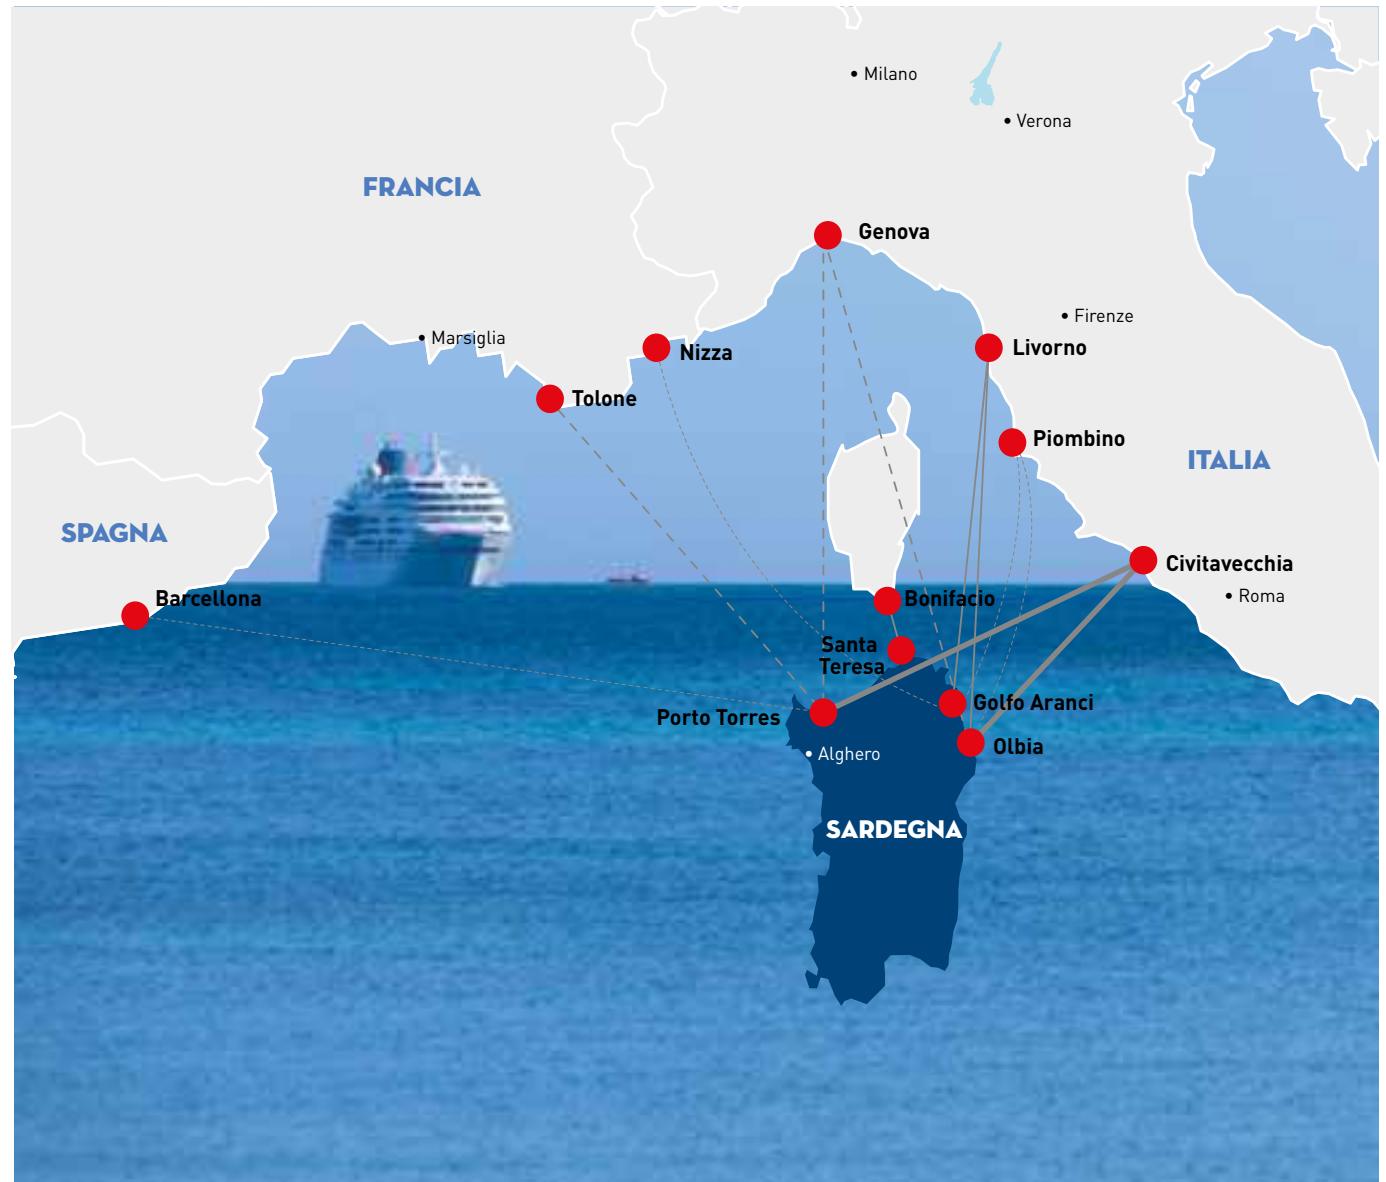 • Milano
• Verona
FRANCIA
Genova
• Firenze
• Marsiglia
Nizza
Livorno
Tolone
Piombino
ITALIA
SPAGNA
Civitavecchia
Barcellona
Bonifacio
• Roma
Santa
Teresa
Golfo Aranci
Porto Torres
Olbia
• Alghero
SARDEGNA